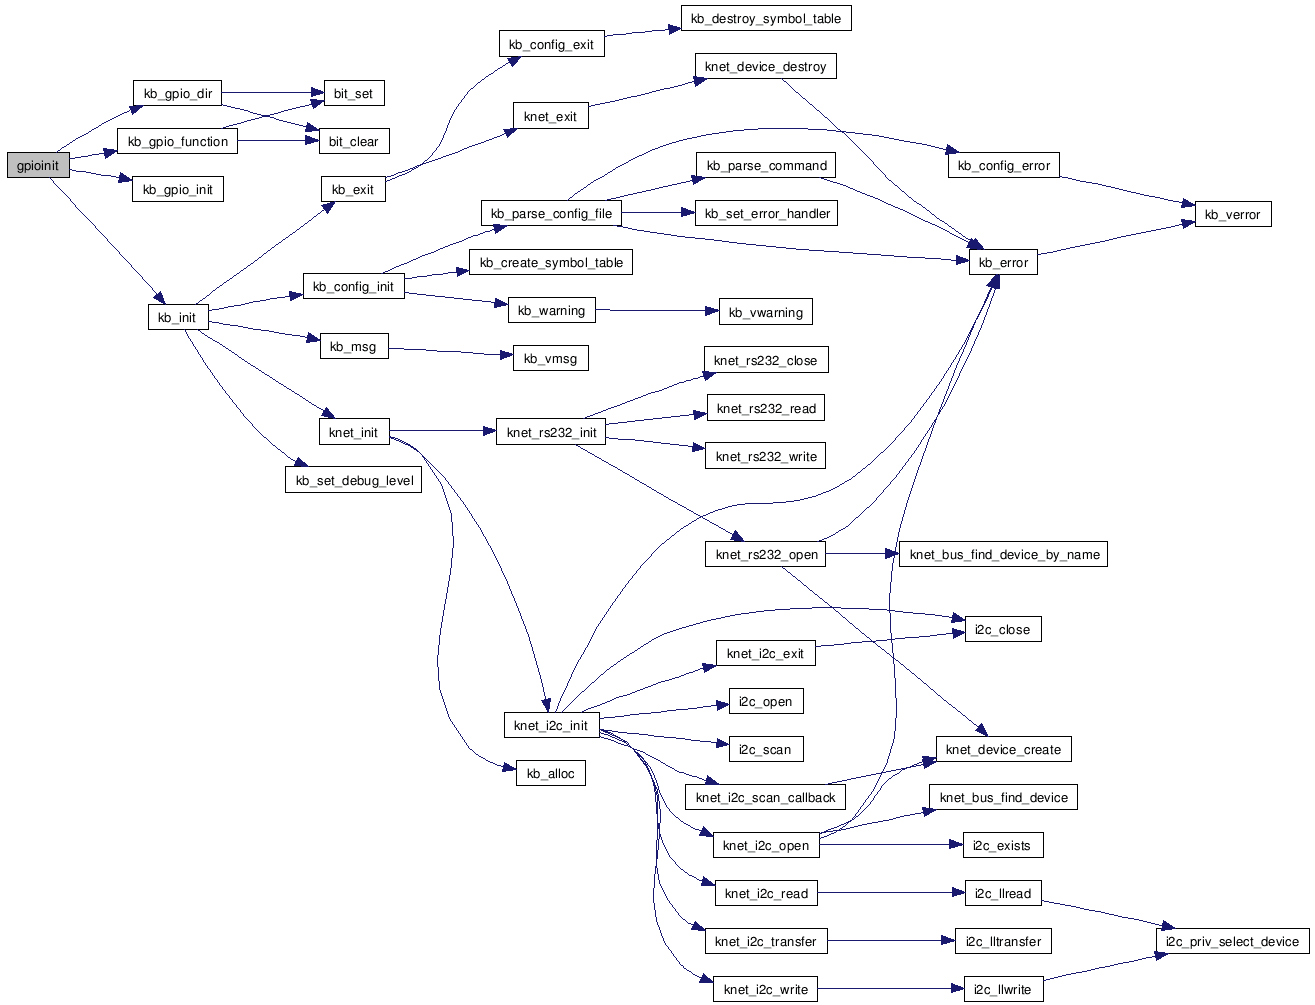 kb_destroy_symbol_table
kb_config_exit
knet_device_destroy
kb_gpio_dir
bit_set
knet_exit
kb_gpio_function
bit_clear
gpioinit
kb_parse_command
kb_config_error
kb_gpio_init
kb_exit
kb_parse_config_file
kb_set_error_handler
kb_verror
kb_create_symbol_table
kb_error
kb_config_init
kb_warning
kb_vwarning
kb_init
kb_msg
kb_vmsg
knet_rs232_close
knet_rs232_read
knet_init
knet_rs232_init
knet_rs232_write
kb_set_debug_level
knet_rs232_open
knet_bus_find_device_by_name
i2c_close
knet_i2c_exit
i2c_open
knet_i2c_init
i2c_scan
knet_device_create
kb_alloc
knet_i2c_scan_callback
knet_bus_find_device
knet_i2c_open
i2c_exists
knet_i2c_read
i2c_llread
knet_i2c_transfer
i2c_lltransfer
i2c_priv_select_device
knet_i2c_write
i2c_llwrite